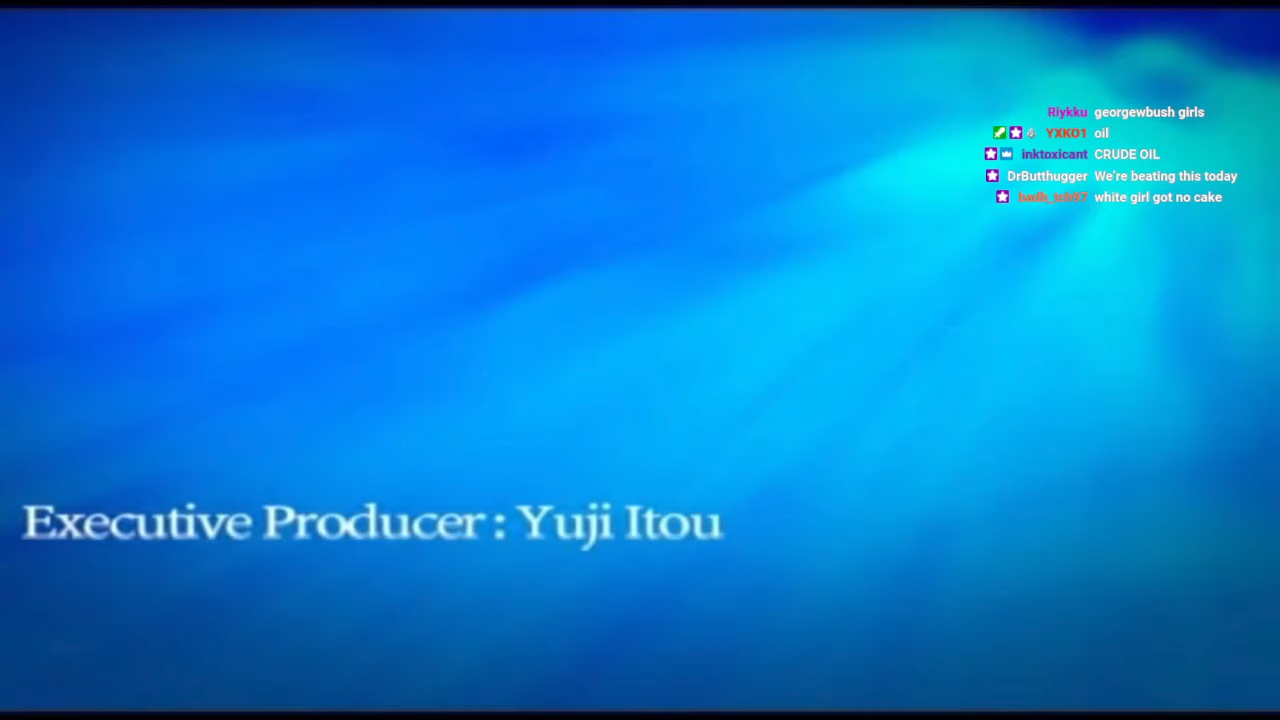 Riykku georgewbush girls
6 YXKO1 oil
inktoxicant CRUDE OIL
DrButthugger We're beating this today
white girl got no cake
Executive Producer : Yuji Itou